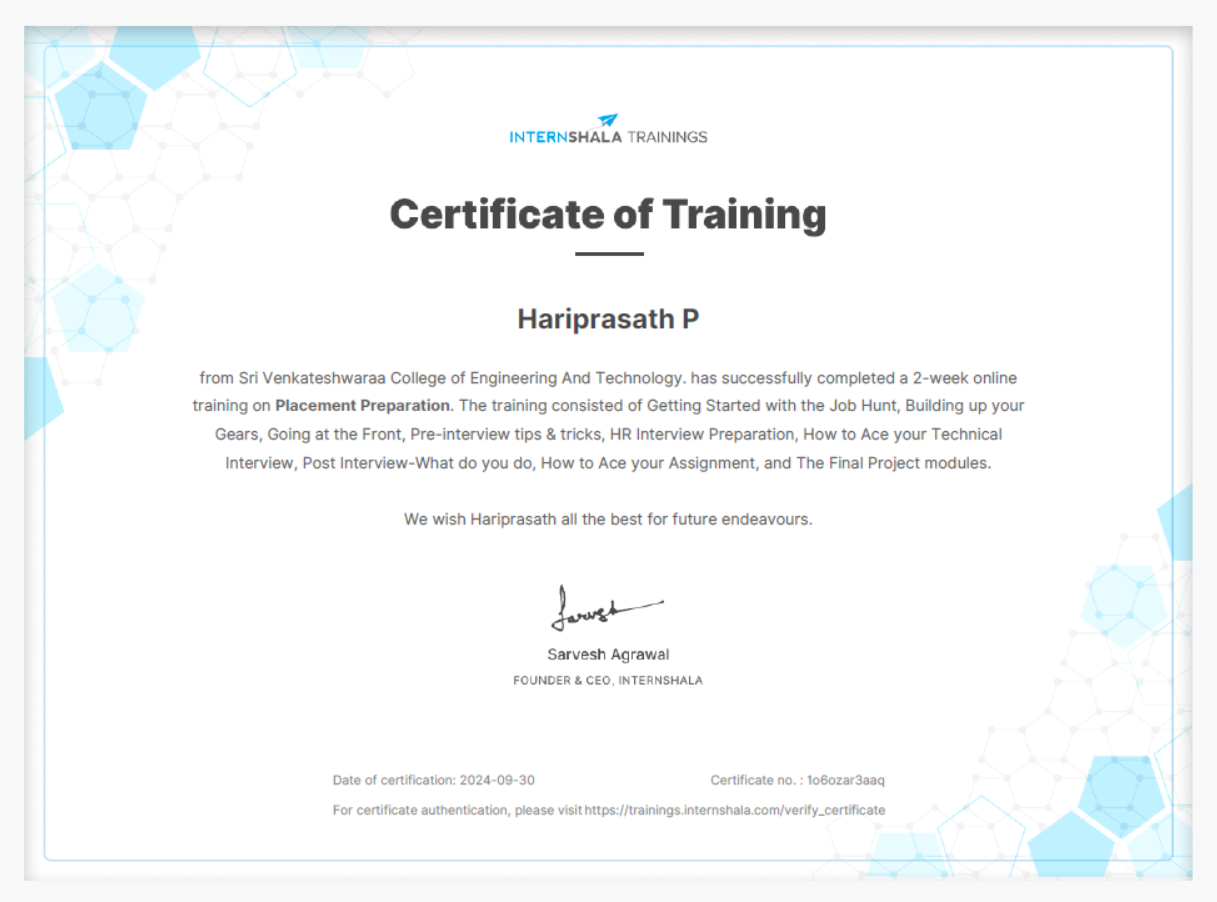 INTERNSHALA TRAININGS
Certificate of Training
Hariprasath P
from Sri Venkateshwaraa College of Engineering And Technology. has successfully completed a 2-week online
training on Placement Preparation. The training consisted of Getting Started with the Job Hunt, Building up your
Gears, Going at the Front, Pre-interview tips & tricks, HR Interview Preparation, How to Ace your Technical
Interview, Post Interview-What do you do, How to Ace your Assignment, and The Final Project modules.
We wish Hariprasath all the best for future endeavours.
Sarvesh
Sarvesh Agrawal
FOUNDER & CEO, INTERNSHALA
Date of certification: 2024-09-30 Certificate no. : 1o6ozar3aaq
For certificate authentication, please visit https://trainings.internshala.com/verify_certificate